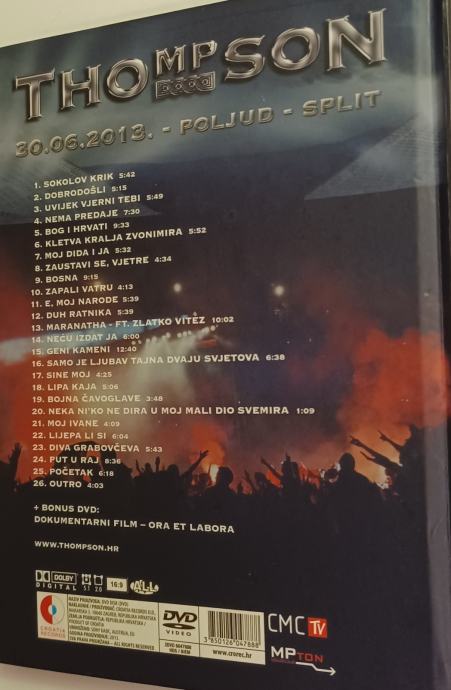 THOMPSON
30.06.2013. - POLJUD - SPLIT
1. SOKOLOV KRIK 5:42
2. DOBRODOŠLI 5:15
3. UVIJEK VJERNI TEBI 5:49
4. NEMA PREDAJE 7:30
5. BOG I HRVATI 9:33
6. KLETVA KRALJA ZVONIMIRA 5:52
7. MOJ DIDA I JA 5:32
8. ZAUSTAVI SE, VJETRE 4:34
9. BOSNA 9:15
10. ZAPALI VATRU 4:13
11. E, MOJ NARODE 5:39
12. DUH RATNIKA 5:39
13. MARANATHA - FT. ZLATKO VITEZ 10:02
14. NEĆU IZDAT JA 6:00
15. GENI KAMENI 12:40
16. SAMO JE LJUBAV TAJNA DVAJU SVJETOVA 6:38
17. SINE MOJ 4:25
18. LIPA KAJA 5:06
19. BOJNA ČAVOGLAVE 3:48
20. NEKA NI'KO NE DIRA U MOJ MALI DIO SVEMIRA 1:09
21. MOJ IVANE 4:09
22. LIJEPA LI SI 6:04
23. DIVA GRABOVČEVA 5:43
24. PUT U RAJ 8:36
25. POČETAK 6:18
26. OUTRO 4:03
+ BONUS DVD:
DOKUMENTARNI FILM – ORA ET LABORA
WWW.THOMPSON.HR
DOLBY
DIGITAL
ST 2.0
16:9
ALL
CROATIA
RECORDS
DVD
VIDEO
3 850126 047888
www.crorec.hr
CMC TV
MPTON